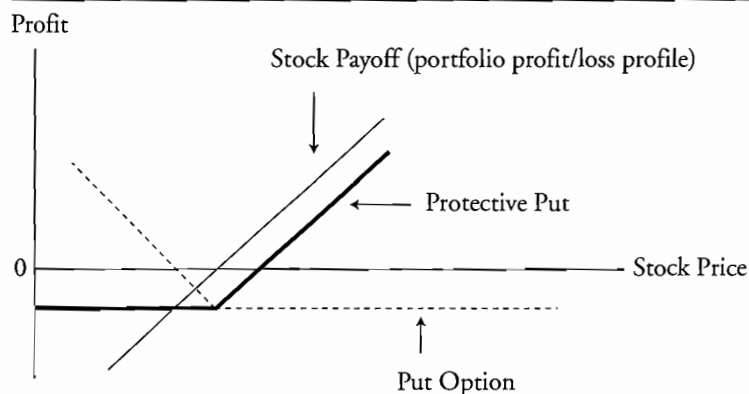 Profit
Stock Payoff (portfolio profit/loss profile)
Protective Put
0
Stock Price
Put Option